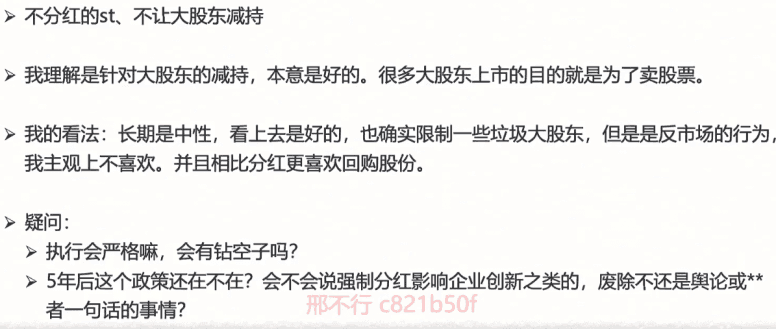 ➢ 不分红的st、不让大股东减持
➢ 我理解是针对大股东的减持，本意是好的。很多大股东上市的目的就是为了卖股票。
➢ 我的看法：长期是中性，看上去是好的，也确实限制一些垃圾大股东，但是是反市场的行为，
我主观上不喜欢。并且相比分红更喜欢回购股份。
➢ 疑问：
➢ 执行会严格嘛，会有钻空子吗？
➢ 5年后这个政策还在不在？会不会说强制分红影响企业创新之类的，废除不还是舆论或**
者一句话的事情？
邢不行 c821b50f